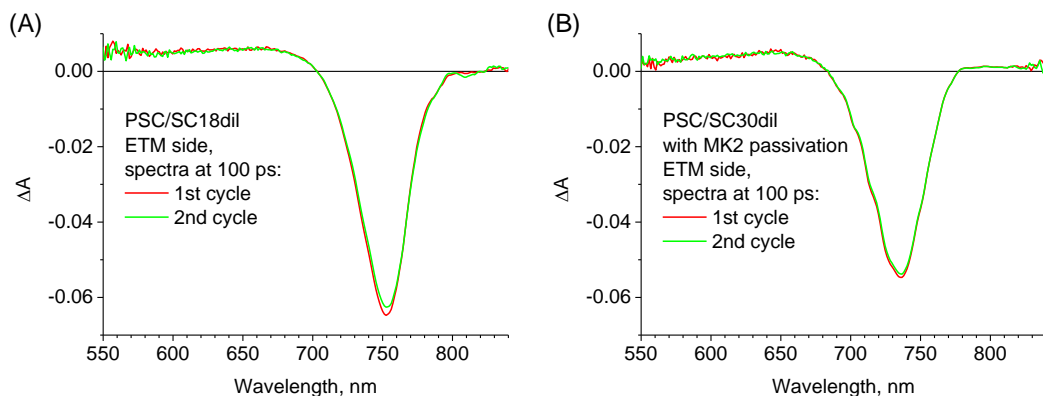 (A)
0.00
-0.02
-0.04
-0.06
ΔA
PSC/SC18dil
ETM side,
spectra at 100 ps:
1st cycle
2nd cycle
550 600 650 700 750 800
Wavelength, nm
(B)
0.00
-0.02
-0.04
-0.06
ΔA
PSC/SC30dil
with MK2 passivation
ETM side,
spectra at 100 ps:
1st cycle
2nd cycle
550 600 650 700 750 800
Wavelength, nm